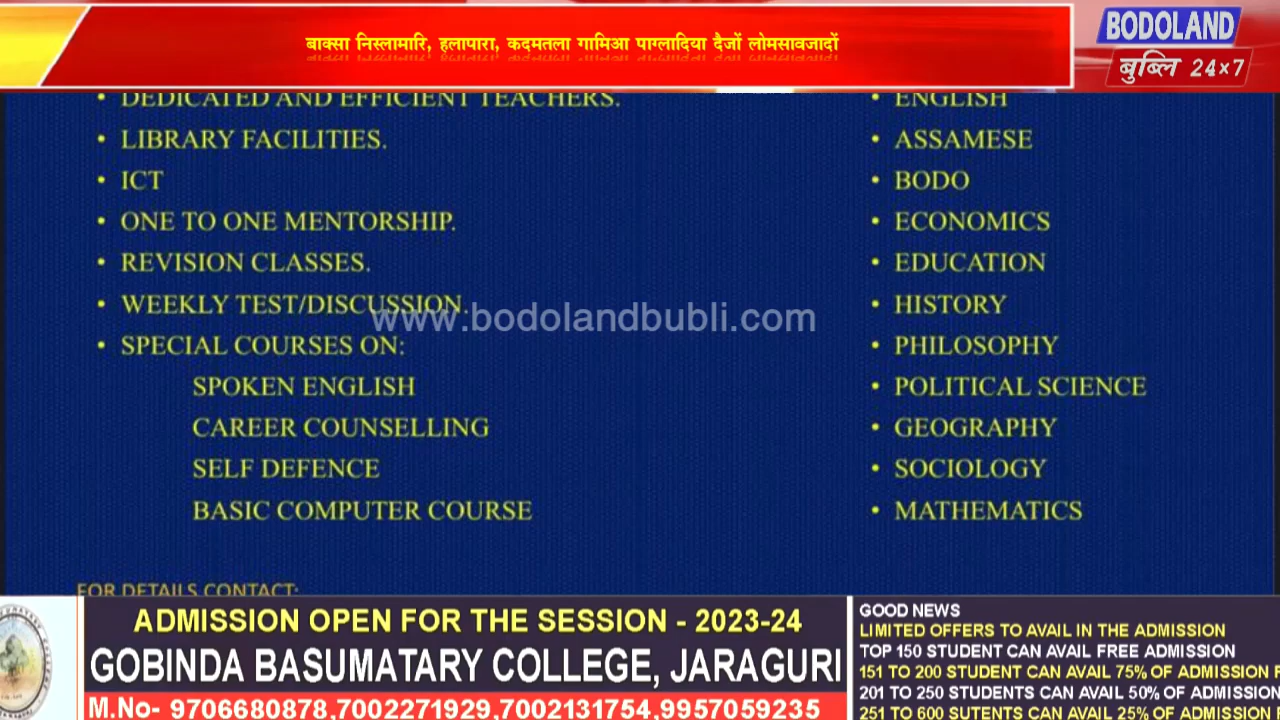 बाक्सा निस्लामारि, हलापारा, कदमतला गामिआ पाग्लादिया दैजों लोमसावजादों
BODOLAND
बुब्लि 24×7
• DEDICATED AND EFFICIENT TEACHERS.
• LIBRARY FACILITIES.
• ICT
• ONE TO ONE MENTORSHIP.
• REVISION CLASSES.
• WEEKLY TEST/DISCUSSION.
• SPECIAL COURSES ON:
SPOKEN ENGLISH
CAREER COUNSELLING
SELF DEFENCE
BASIC COMPUTER COURSE
• ENGLISH
• ASSAMESE
• BODO
• ECONOMICS
• EDUCATION
• HISTORY
• PHILOSOPHY
• POLITICAL SCIENCE
• GEOGRAPHY
• SOCIOLOGY
• MATHEMATICS
www.bodolandbubli.com
FOR DETAILS CONTACT:
ADMISSION OPEN FOR THE SESSION - 2023-24
GOBINDA BASUMATARY COLLEGE, JARAGURI
M.No- 9706680878,7002271929,7002131754,9957059235
GOOD NEWS
LIMITED OFFERS TO AVAIL IN THE ADMISSION
TOP 150 STUDENT CAN AVAIL FREE ADMISSION
151 TO 200 STUDENT CAN AVAIL 75% OF ADMISSION
201 TO 250 STUDENTS CAN AVAIL 50% OF ADMISSION
251 TO 600 SUTENTS CAN AVAIL 25% OF ADMISSION